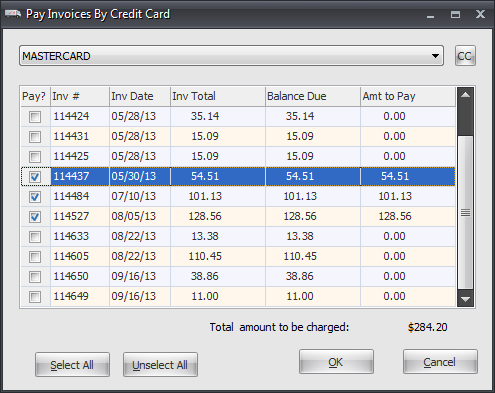 Pay Invoices By Credit Card
MASTERCARD CC
Pay? Inv # Inv Date Inv Total Balance Due Amt to Pay
114424 05/28/13 35.14 35.14 0.00
114431 05/28/13 15.09 15.09 0.00
114425 05/28/13 15.09 15.09 0.00
114437 05/30/13 54.51 54.51 54.51
114484 07/10/13 101.13 101.13 101.13
114527 08/05/13 128.56 128.56 128.56
114633 08/22/13 13.38 13.38 0.00
114605 08/22/13 110.45 110.45 0.00
114650 09/16/13 38.86 38.86 0.00
114649 09/16/13 11.00 11.00 0.00
Total amount to be charged: $284.20
Select All Unselect All OK Cancel